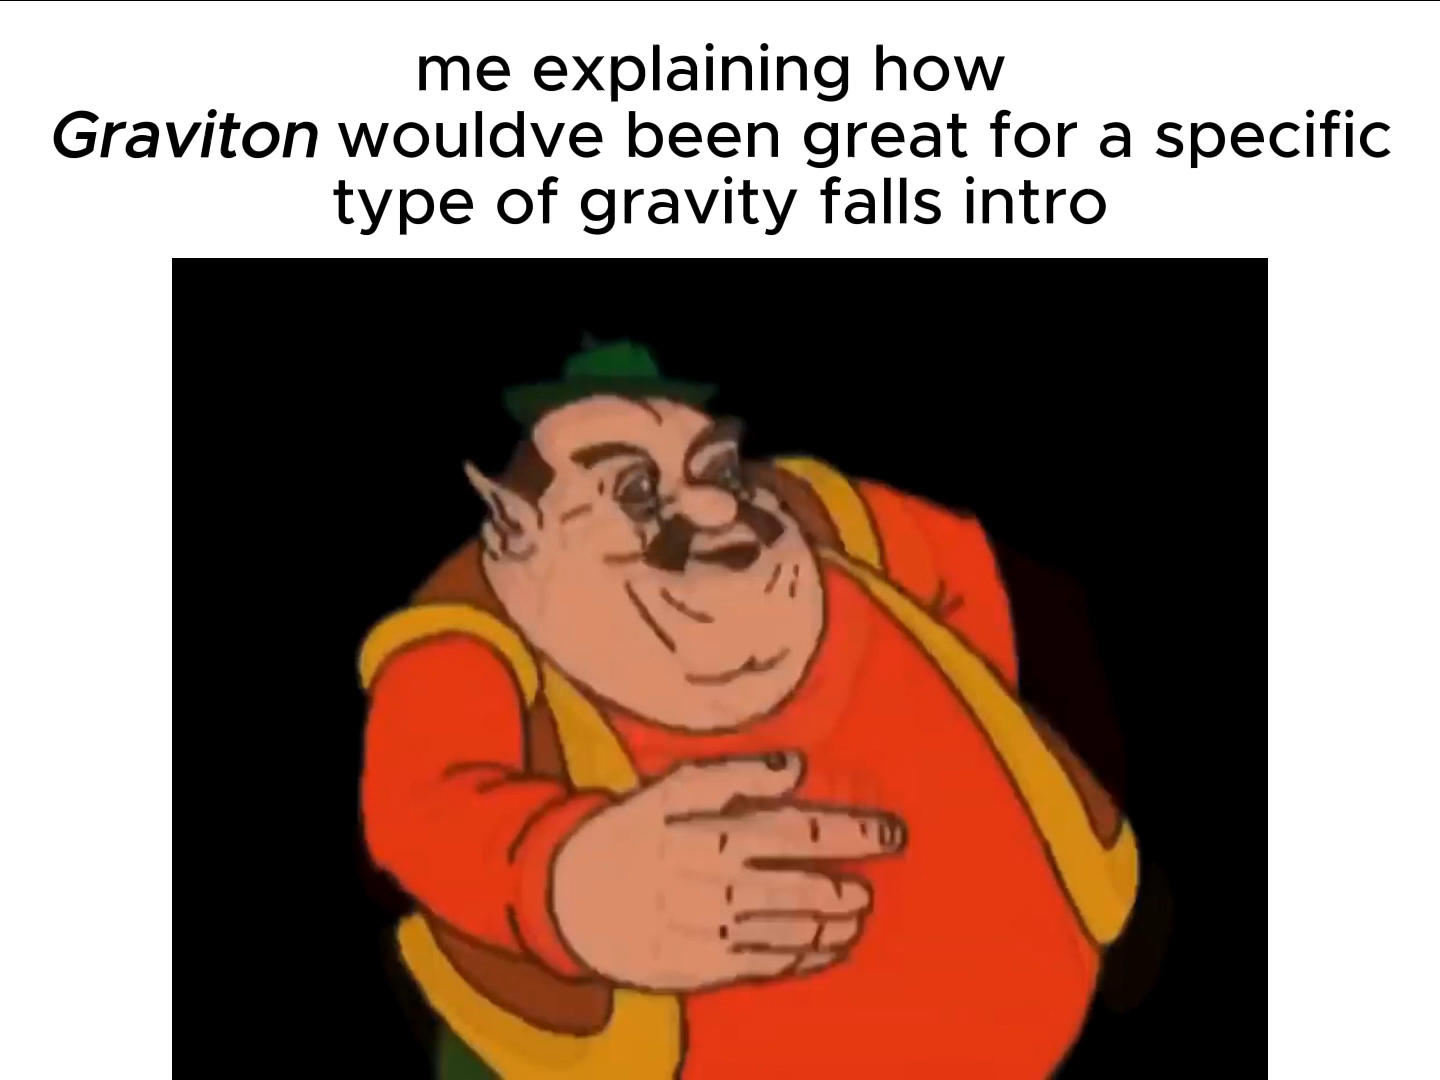 me explaining how
Graviton wouldve been great for a specific
type of gravity falls intro